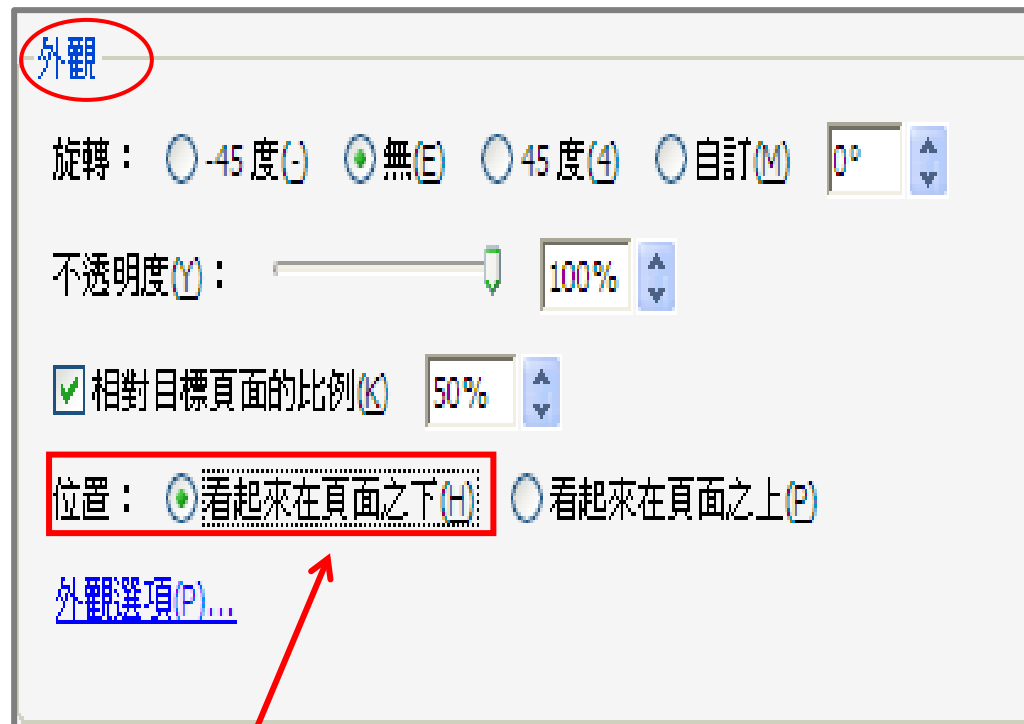 外觀
旋轉： -45 度(-) 無(E) 45 度(4) 自訂(M) 0°
不透明度(Y)： 100%
相對目標頁面的比例(K) 50%
位置： 看起來在頁面之下(H) 看起來在頁面之上(P)
外觀選項(P)...